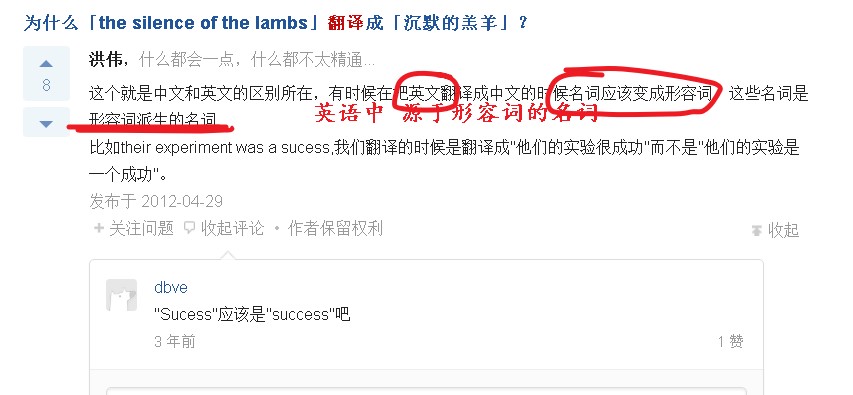 为什么「the silence of the lambs」翻译成「沉默的羔羊」？
8
洪伟，什么都会一点，什么都不太精通...
这个就是中文和英文的区别所在，有时候在把英文翻译成中文的时候名词应该变成形容词 这些名词是
形容词派生的名词
英语中 源于形容词的名词
比如their experiment was a sucess,我们翻译的时候是翻译成"他们的实验很成功"而不是"他们的实验是
一个成功"。
发布于 2012-04-29
关注问题 收起评论 • 作者保留权利 收起
dbve
"Sucess"应该是"success"吧
3 年前 1 赞